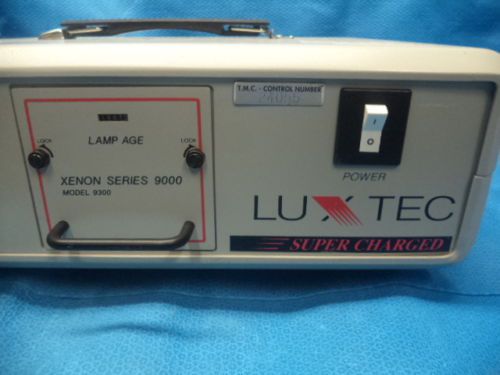 T.M.C. - CONTROL NUMBER
LAMP AGE
LOCK
LOCK
XENON SERIES 9000
MODEL 9300
I
O
POWER
LUXTEC
SUPER CHARGED